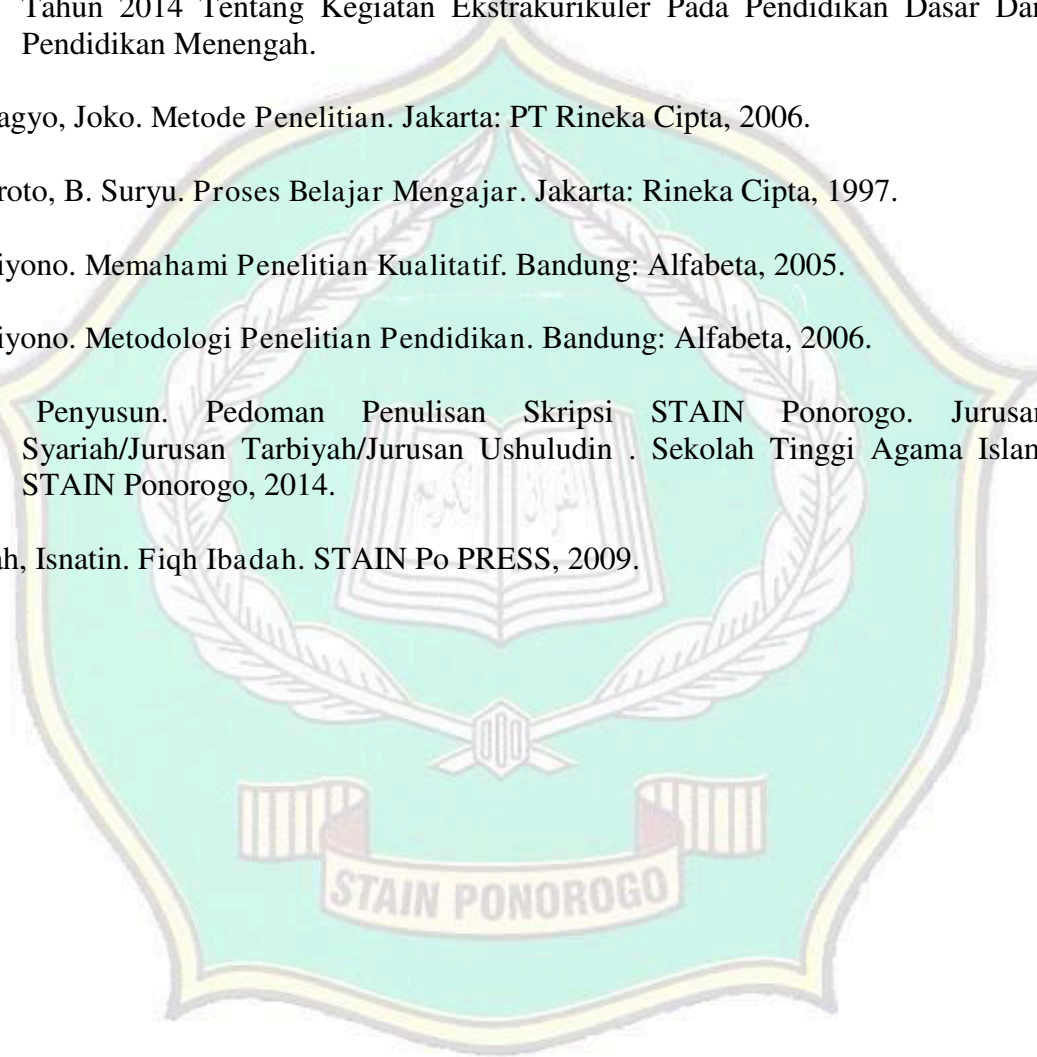 Tahun 2014 Tentang Kegiatan Ekstrakurikuler Pada Pendidikan Dasar Dan
Pendidikan Menengah.
agyo, Joko. Metode Penelitian. Jakarta: PT Rineka Cipta, 2006.
roto, B. Suryu. Proses Belajar Mengajar. Jakarta: Rineka Cipta, 1997.
iyono. Memahami Penelitian Kualitatif. Bandung: Alfabeta, 2005.
iyono. Metodologi Penelitian Pendidikan. Bandung: Alfabeta, 2006.
Penyusun. Pedoman Penulisan Skripsi STAIN Ponorogo. Jurusan
Syariah/Jurusan Tarbiyah/Jurusan Ushuludin . Sekolah Tinggi Agama Islam
STAIN Ponorogo, 2014.
ah, Isnatin. Fiqh Ibadah. STAIN Po PRESS, 2009.
STAIN PONOROGO